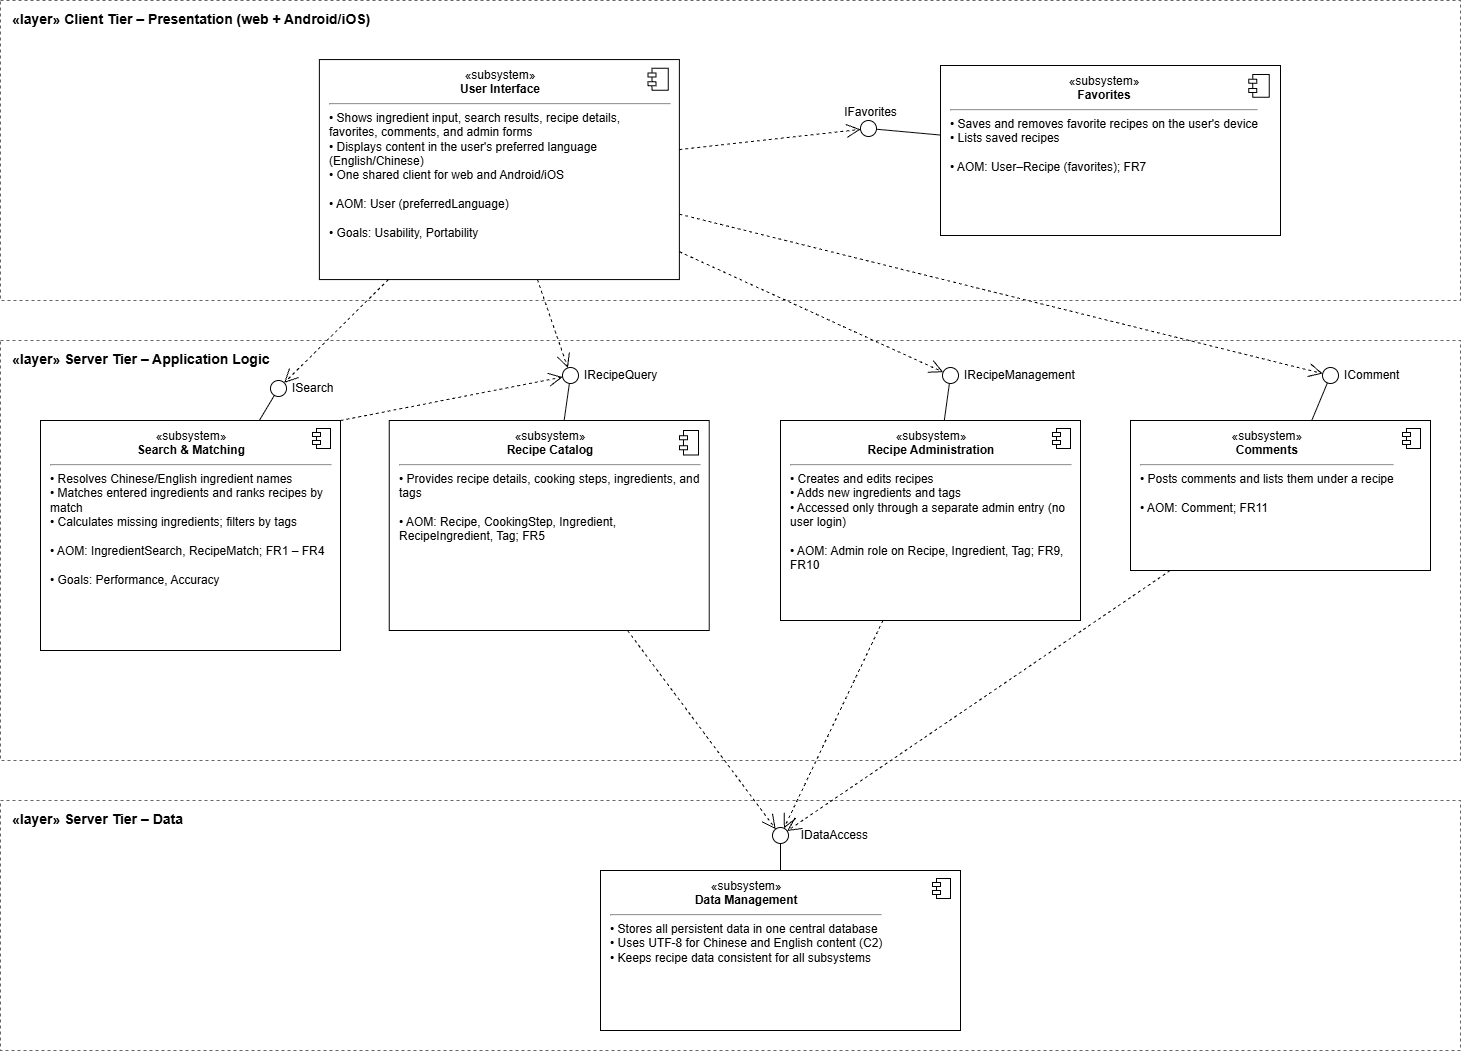 «layer» Client Tier – Presentation (web + Android/iOS)
«subsystem»
User Interface
• Shows ingredient input, search results, recipe details,
favorites, comments, and admin forms
• Displays content in the user's preferred language
(English/Chinese)
• One shared client for web and Android/iOS
• AOM: User (preferredLanguage)
• Goals: Usability, Portability
IFavorites
«subsystem»
Favorites
• Saves and removes favorite recipes on the user's device
• Lists saved recipes
• AOM: User–Recipe (favorites); FR7
«layer» Server Tier – Application Logic
ISearch
IRecipeQuery
IRecipeManagement
IComment
«subsystem»
Search & Matching
• Resolves Chinese/English ingredient names
• Matches entered ingredients and ranks recipes by
match
• Calculates missing ingredients; filters by tags
• AOM: IngredientSearch, RecipeMatch; FR1 – FR4
• Goals: Performance, Accuracy
«subsystem»
Recipe Catalog
• Provides recipe details, cooking steps, ingredients, and
tags
• AOM: Recipe, CookingStep, Ingredient,
RecipeIngredient, Tag; FR5
«subsystem»
Recipe Administration
• Creates and edits recipes
• Adds new ingredients and tags
• Accessed only through a separate admin entry (no
user login)
• AOM: Admin role on Recipe, Ingredient, Tag; FR9,
FR10
«subsystem»
Comments
• Posts comments and lists them under a recipe
• AOM: Comment; FR11
«layer» Server Tier – Data
IDataAccess
«subsystem»
Data Management
• Stores all persistent data in one central database
• Uses UTF-8 for Chinese and English content (C2)
• Keeps recipe data consistent for all subsystems